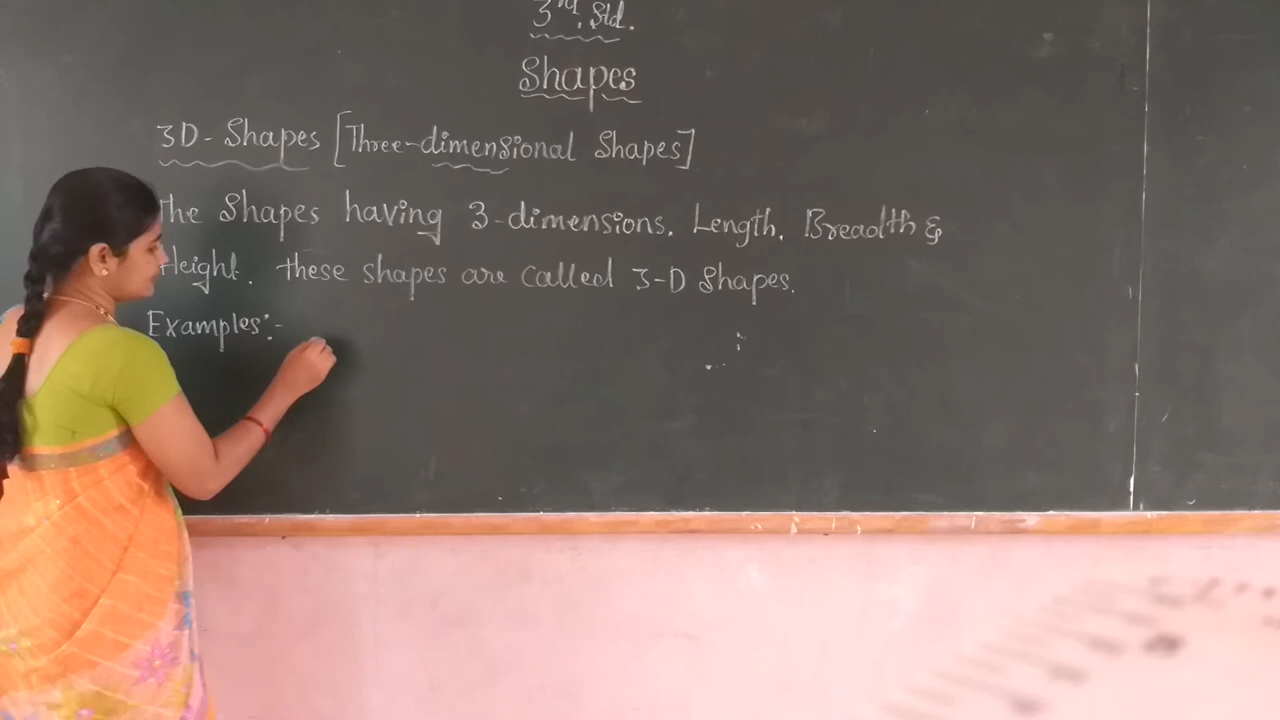 3rd. Std.
Shapes
3D- Shapes [Three-dimensional Shapes]
the Shapes having 3-dimensions. Length, Breadth &
Height. these shapes are called 3-D Shapes.
Examples:-